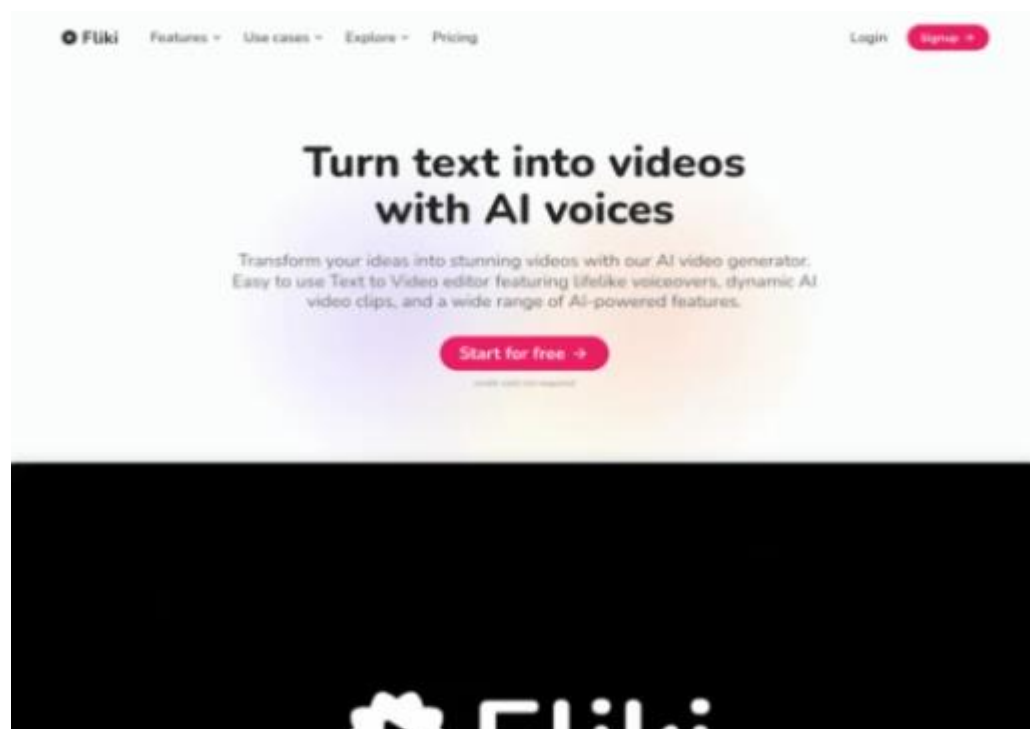 Fliki
Features
Use cases
Explore
Pricing
Login
Signup →
Turn text into videos
with AI voices
Transform your ideas into stunning videos with our AI video generator.
Easy to use Text to Video editor featuring lifelike voiceovers, dynamic AI
video clips, and a wide range of AI-powered features.
Start for free →
Fliki